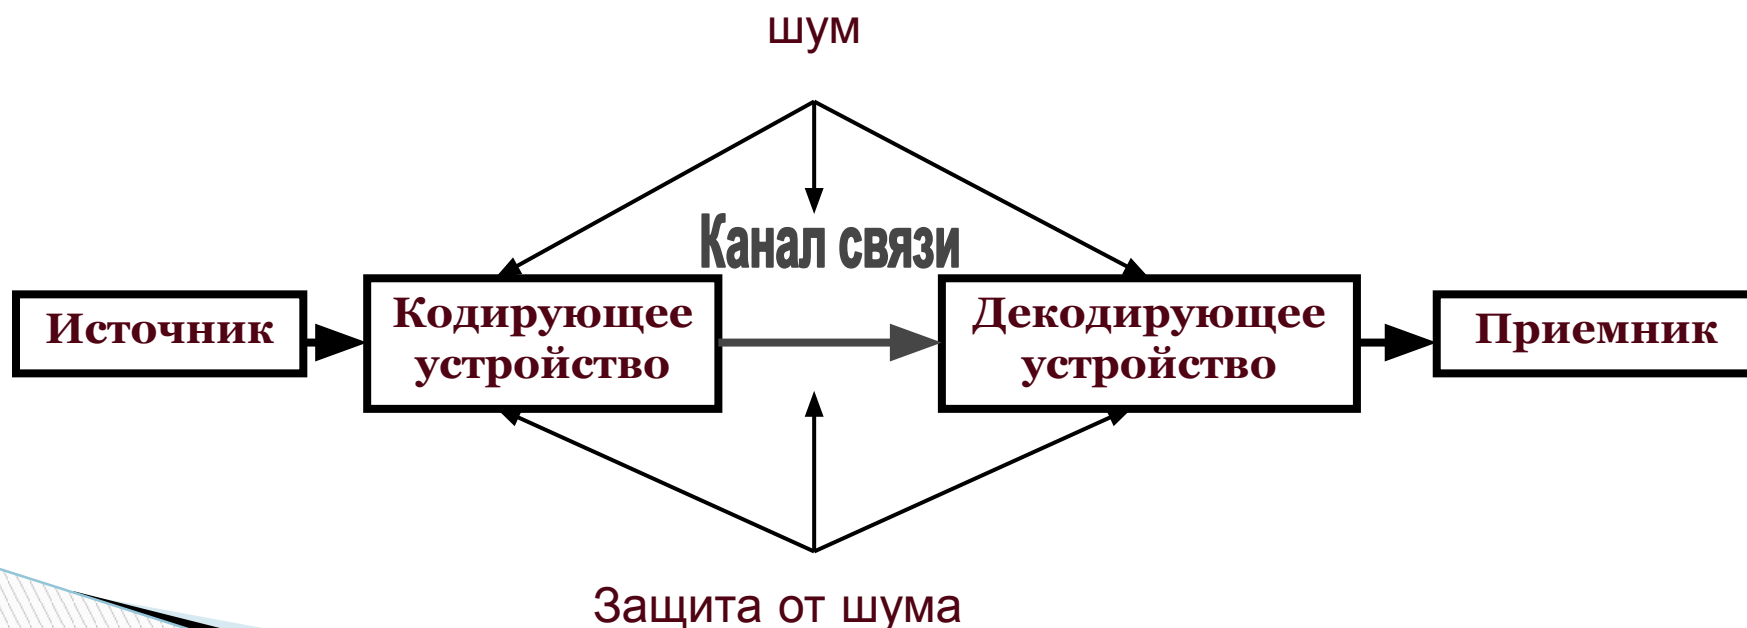 шум
Канал связи
Источник
Кодирующее
устройство
Декодирующее
устройство
Приемник
Защита от шума